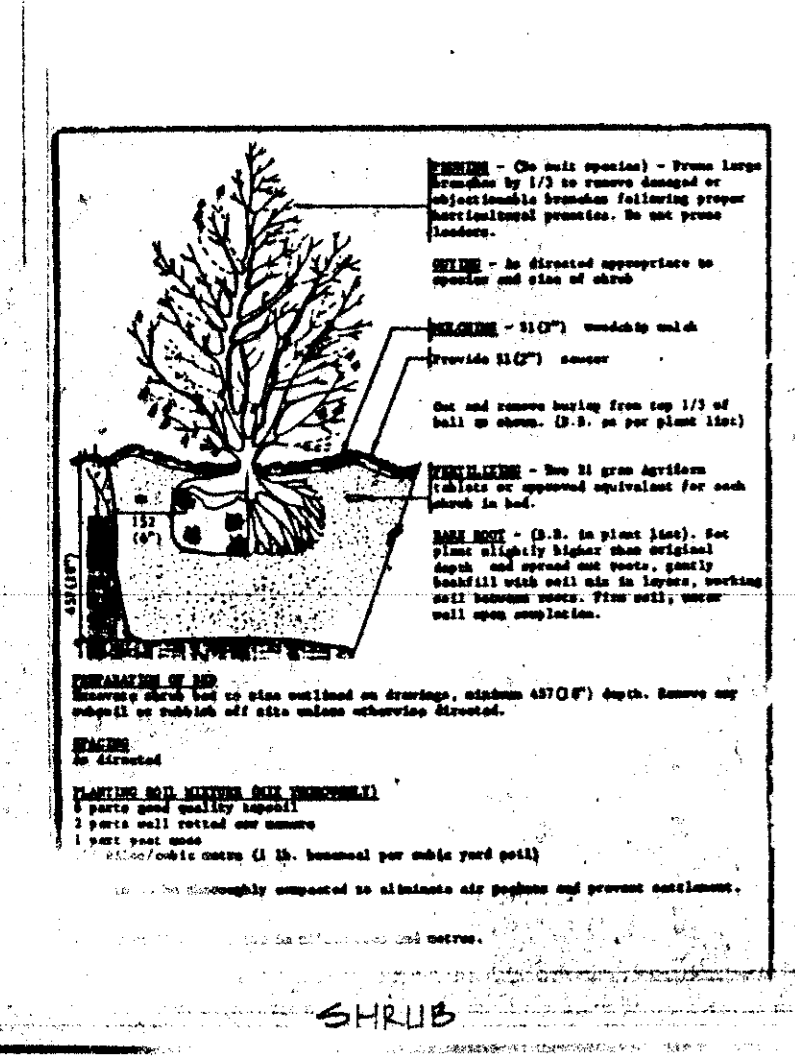 PRUNING - (To suit species) - Prune large
branches by 1/3 to remove damaged or
objectionable branches following proper
horticultural practice. Do not prune
leaders.
GUYING - As directed appropriate to
species and size of shrub
MULCHING - 51(2") woodchip mulch
Provide 51(2") saucer
Cut and remove burlap from top 1/3 of
ball as shown. (B.B. as per plant list)
FERTILIZING - Two 21 gram Agriform
tablets or approved equivalent for each
shrub in bed.
BARE ROOT - (B.R. in plant list). Set
plant slightly higher than original
depth and spread out roots, gently
backfill with soil mix in layers, working
soil between roots. Firm soil, water
well upon completion.
152
(6")
457(18")
PREPARATION OF BED
Excavate shrub bed to size outlined on drawings, minimum 457(18") depth. Remove any
subsoil or rubbish off site unless otherwise directed.
SPACING
As directed
PLANTING SOIL MIXTURE (MIX THOROUGHLY)
6 parts good quality topsoil
2 parts well rotted cow manure
1 part peat moss
/cubic metre (1 lb. bonemeal per cubic yard soil)
be thoroughly compacted to eliminate air pockets and prevent settlement.
and metres.
SHRUB